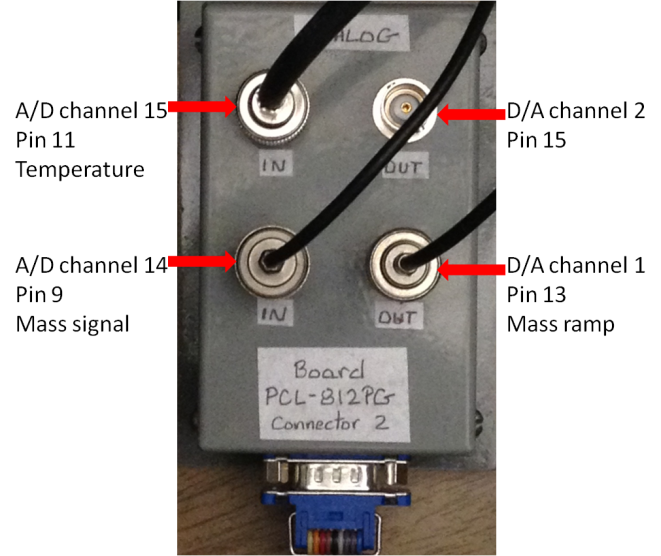 A/D channel 15
Pin 11
Temperature
D/A channel 2
Pin 15
IN
OUT
A/D channel 14
Pin 9
Mass signal
D/A channel 1
Pin 13
Mass ramp
IN
OUT
Board
PCL-812PG
Connector 2